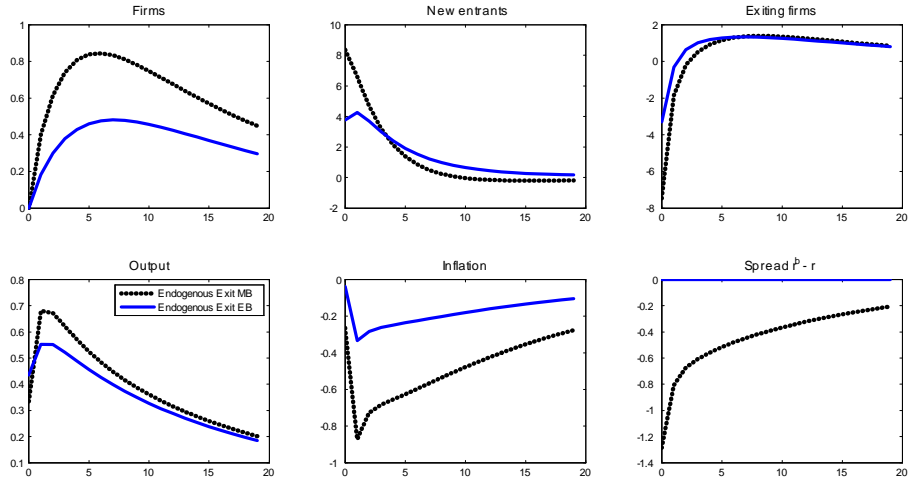 Firms
1
0.8
0.6
0.4
0.2
0
0 5 10 15 20
New entrants
10
8
6
4
2
0
-2
0 5 10 15 20
Exiting firms
2
0
-2
-4
-6
-8
0 5 10 15 20
Output
0.8
0.7
0.6
0.5
0.4
0.3
0.2
0.1
0 5 10 15 20
Endogenous Exit MB
Endogenous Exit EB
Inflation
0
-0.2
-0.4
-0.6
-0.8
-1
0 5 10 15 20
Spread r^b - r
0
-0.2
-0.4
-0.6
-0.8
-1
-1.2
-1.4
0 5 10 15 20